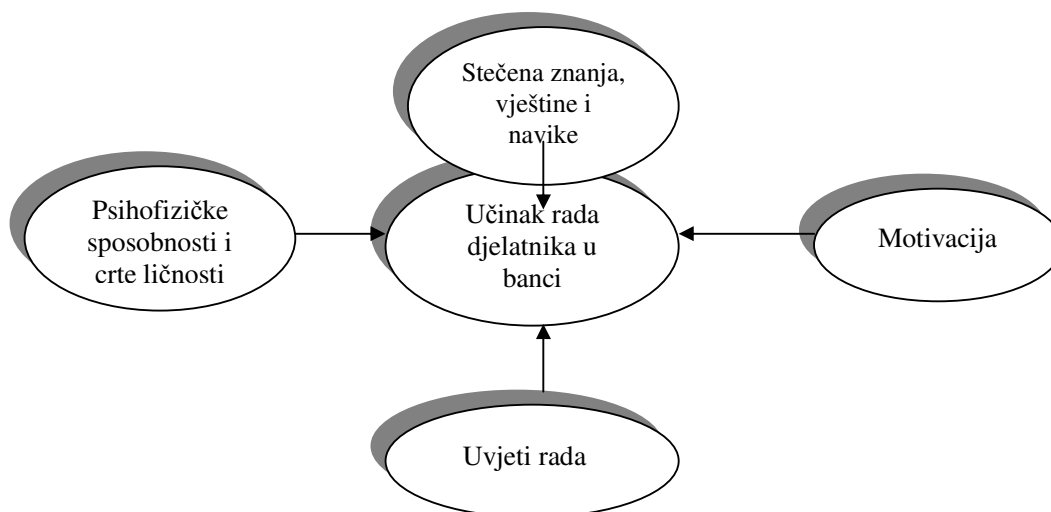 Stečena znanja,
vještine i
navike
Psihofizičke
sposobnosti i
crte ličnosti
Učinak rada
djelatnika u
banci
Motivacija
Uvjeti rada